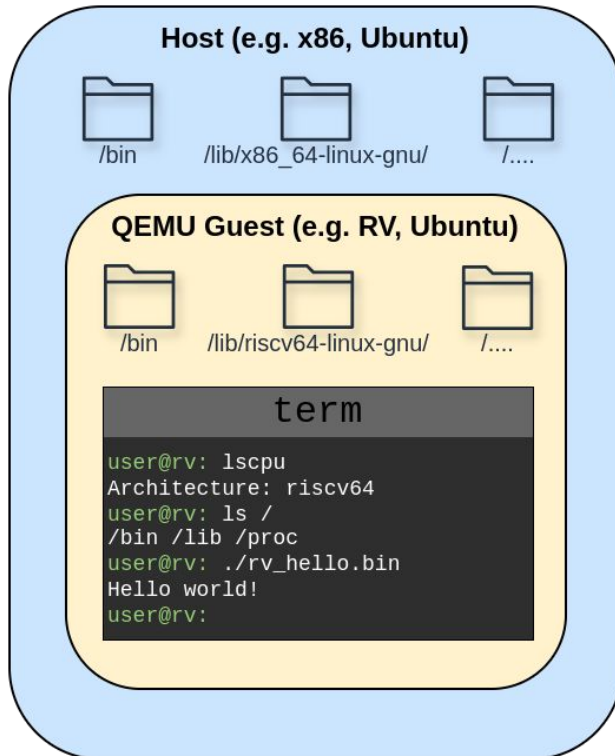 Host (e.g. x86, Ubuntu)
/bin /lib/x86_64-linux-gnu/ /....
QEMU Guest (e.g. RV, Ubuntu)
/bin /lib/riscv64-linux-gnu/ /....
term
user@rv: lscpu
Architecture: riscv64
user@rv: ls /
/bin /lib /proc
user@rv: ./rv_hello.bin
Hello world!
user@rv: